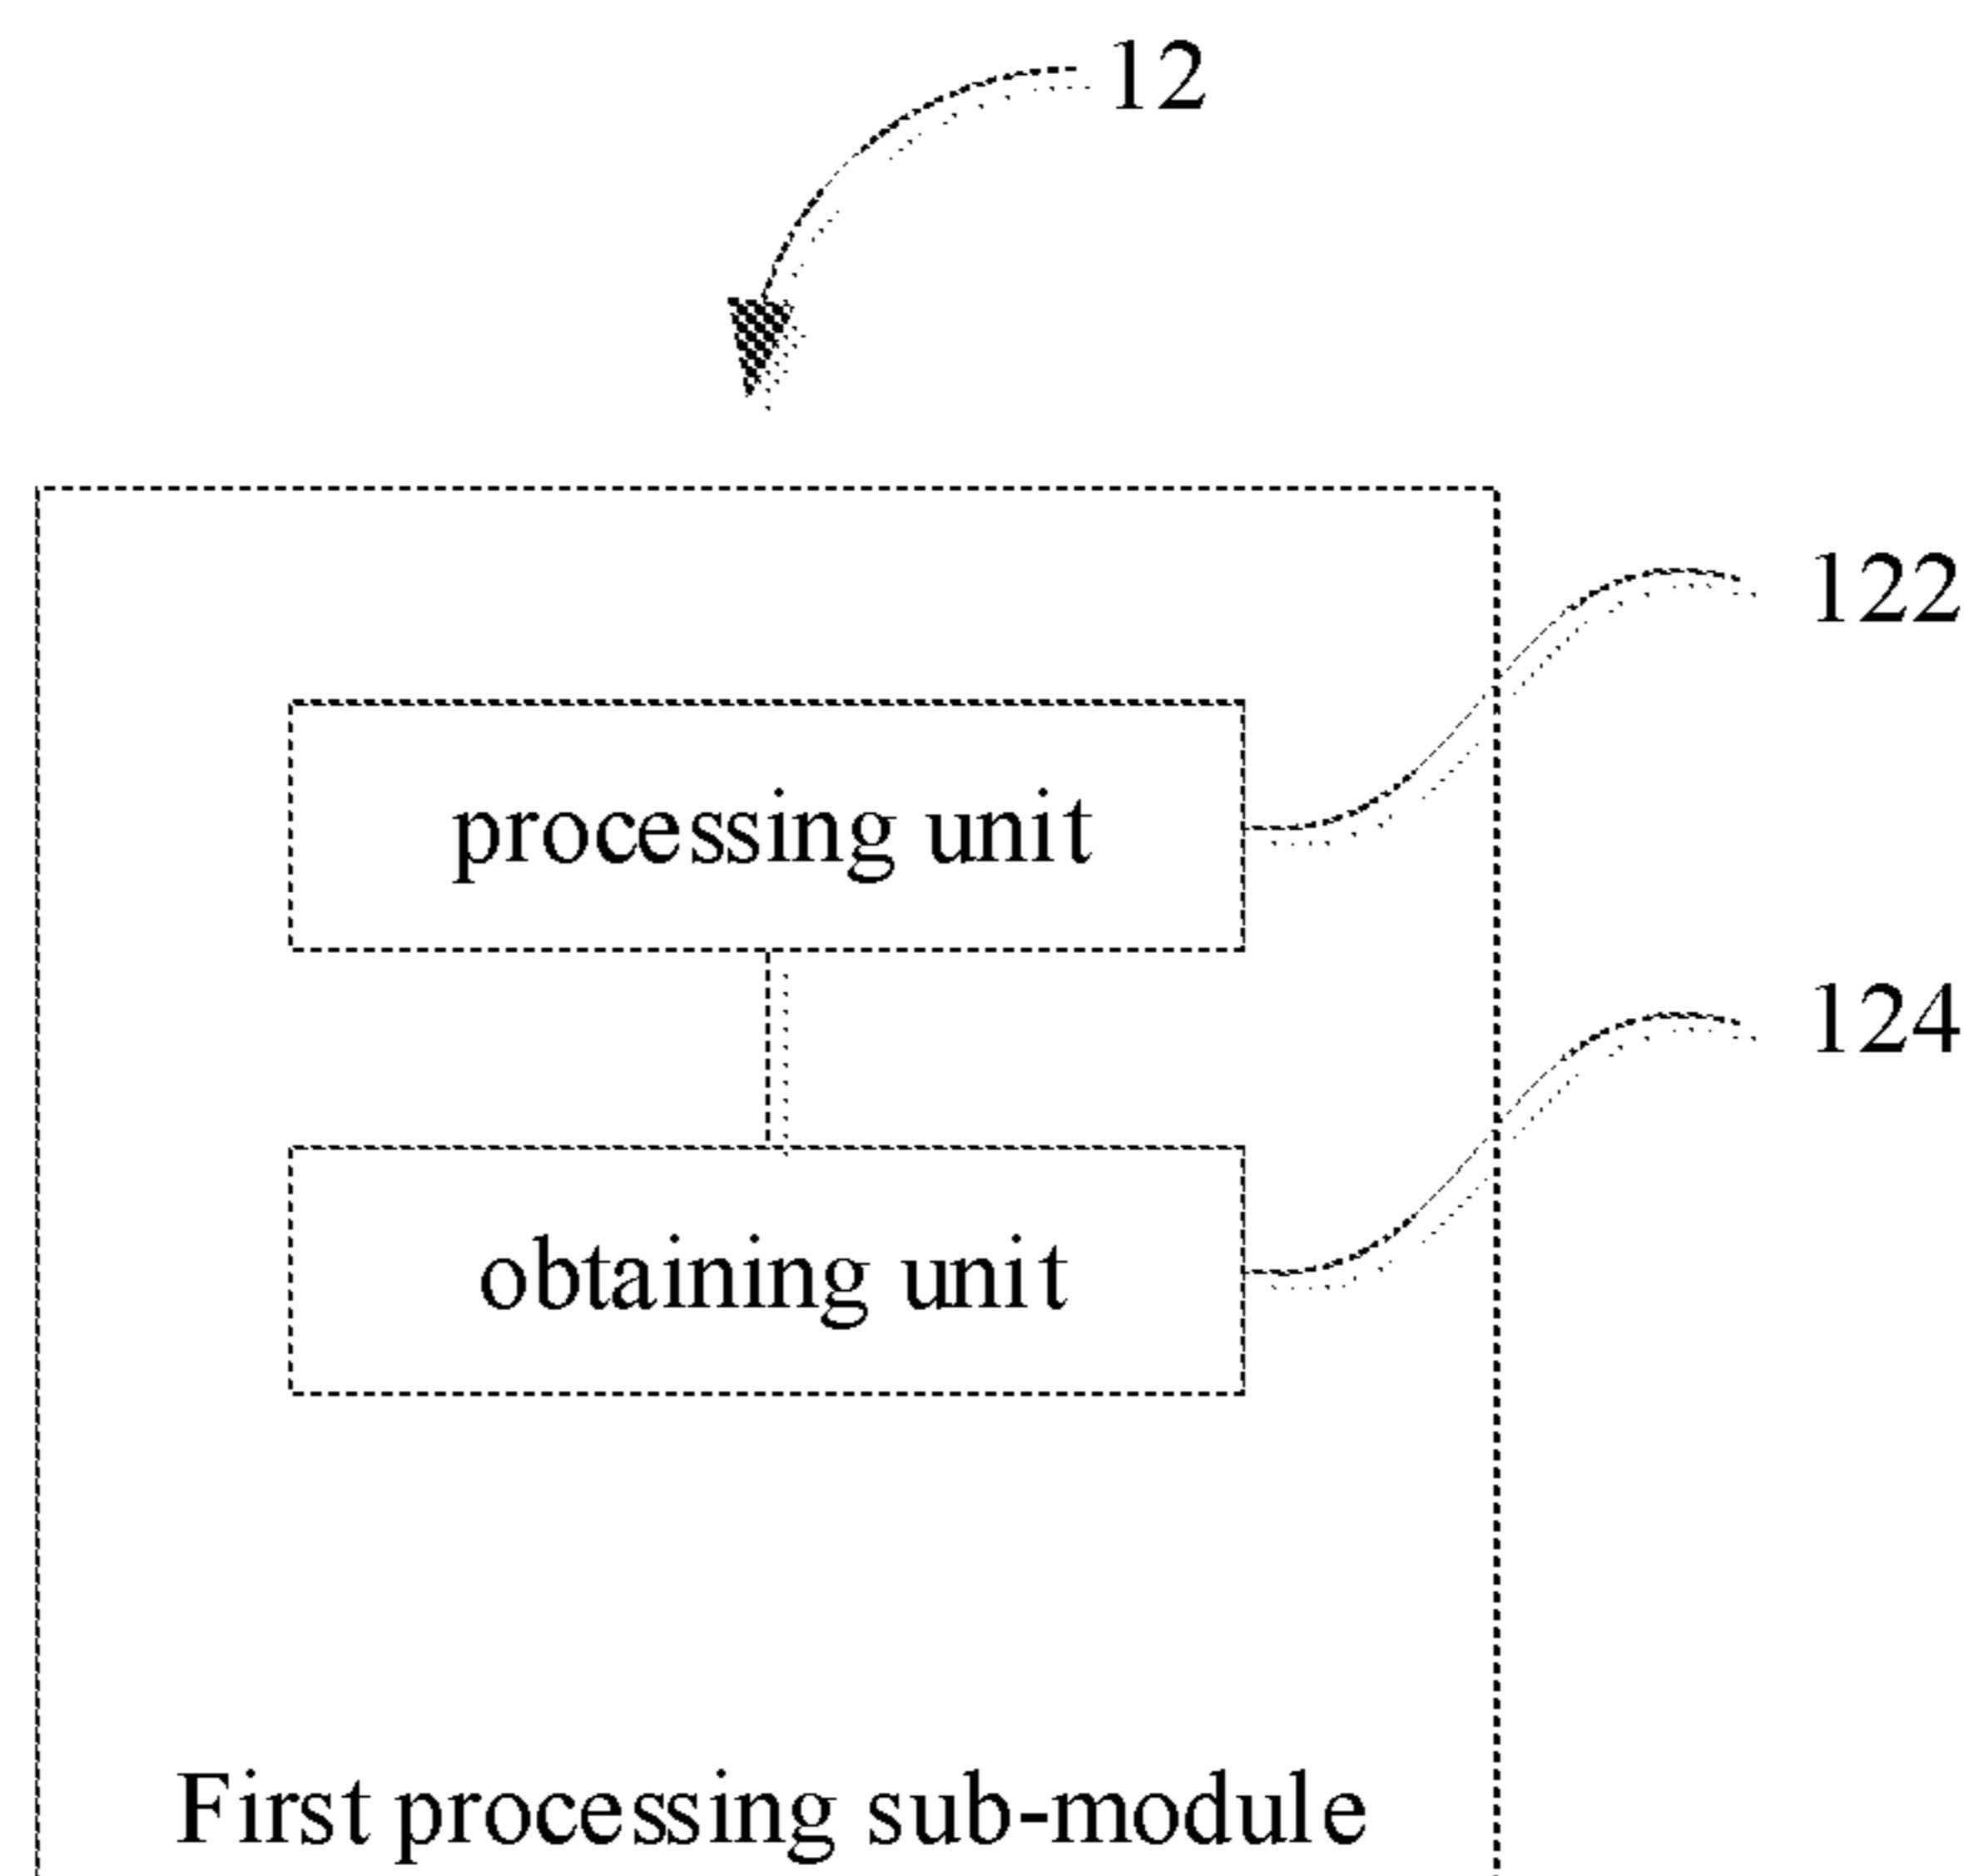 12
122
processing unit
124
obtaining unit
First processing sub-module